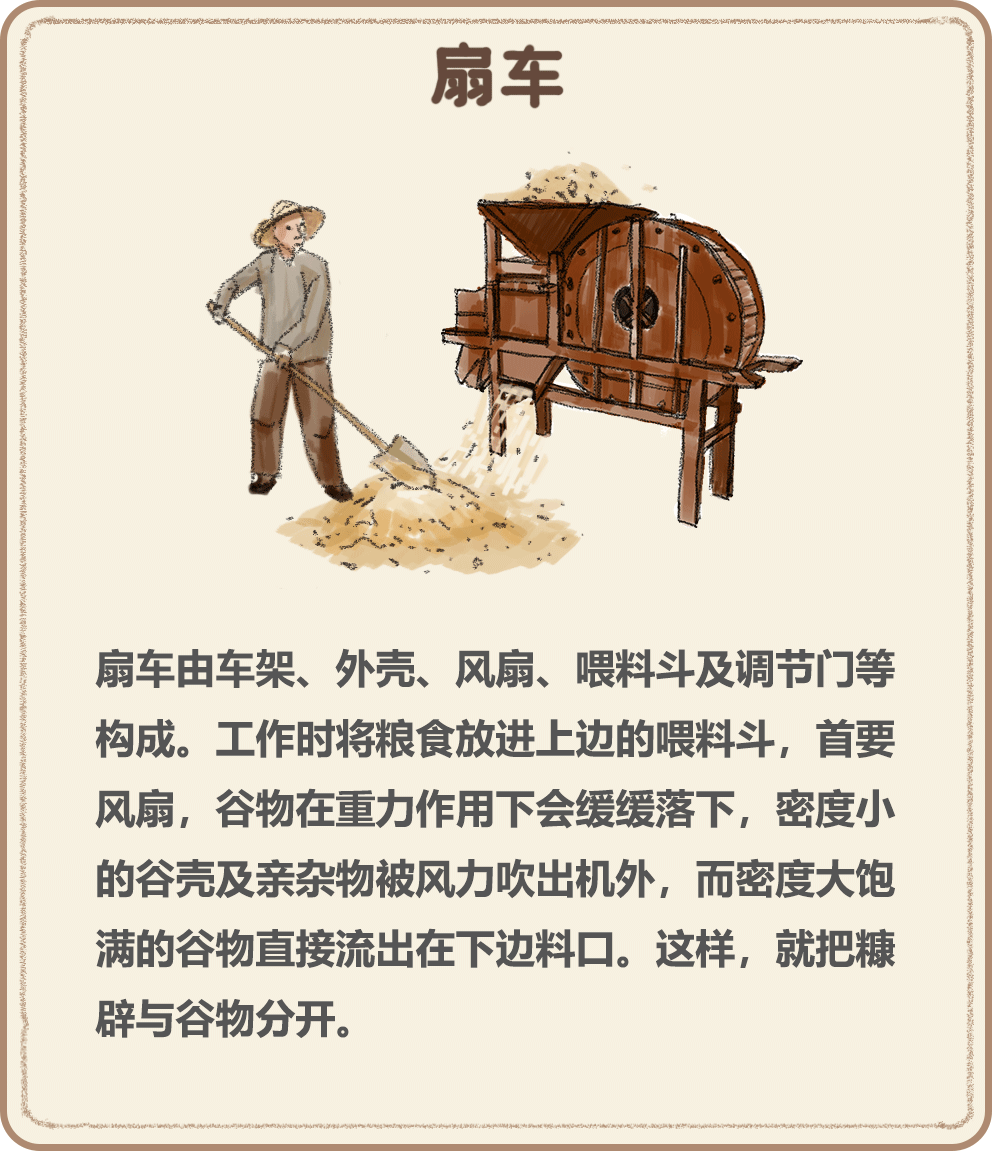 扇车
扇车由车架、外壳、风扇、喂料斗及调节门等
构成。工作时将粮食放进上边的喂料斗，首要
风扇，谷物在重力作用下会缓缓落下，密度小
的谷壳及亲杂物被风力吹出机外，而密度大饱
满的谷物直接流出在下边料口。这样，就把糠
辟与谷物分开。